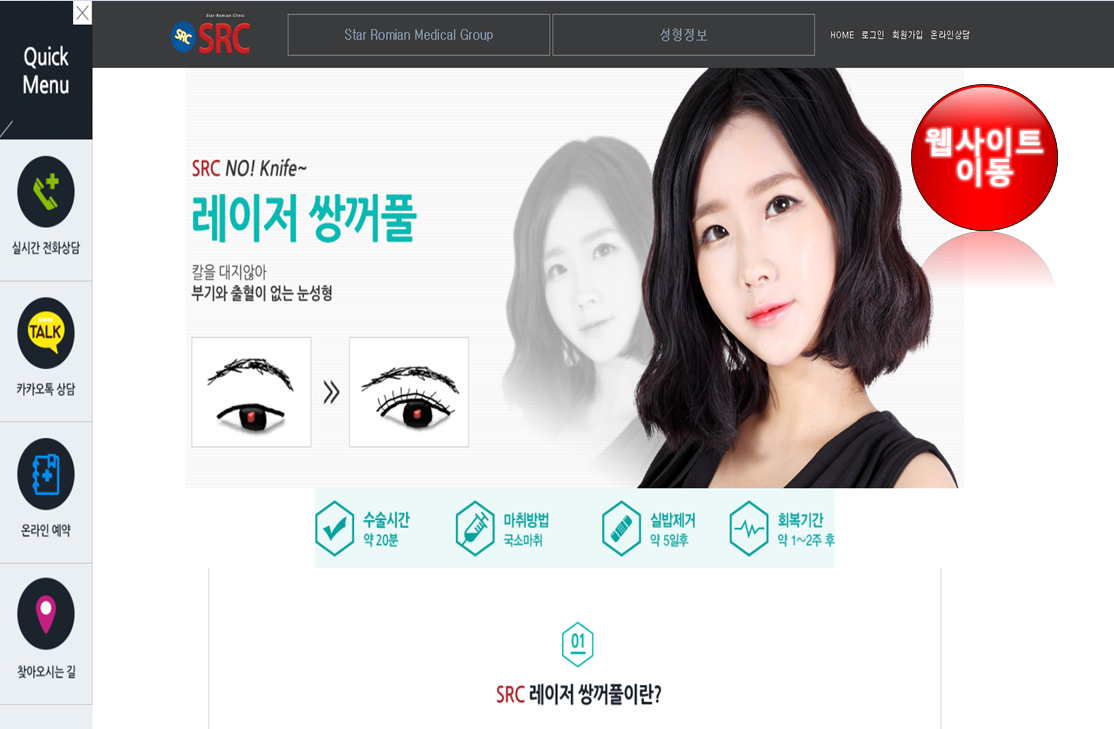 Quick
Menu
실시간 전화상담
TALK
카카오톡 상담
온라인 예약
찾아오시는 길
Star Romian Clinic
SRC SRC
Star Romian Medical Group
성형정보
HOME 로그인 회원가입 온라인상담
웹사이트
이동
SRC NO! Knife~
레이저 쌍꺼풀
칼을 대지않아
부기와 출혈이 없는 눈성형
수술시간
약 20분
마취방법
국소마취
실밥제거
약 5일후
회복기간
약 1~2주 후
01
SRC 레이저 쌍꺼풀이란?